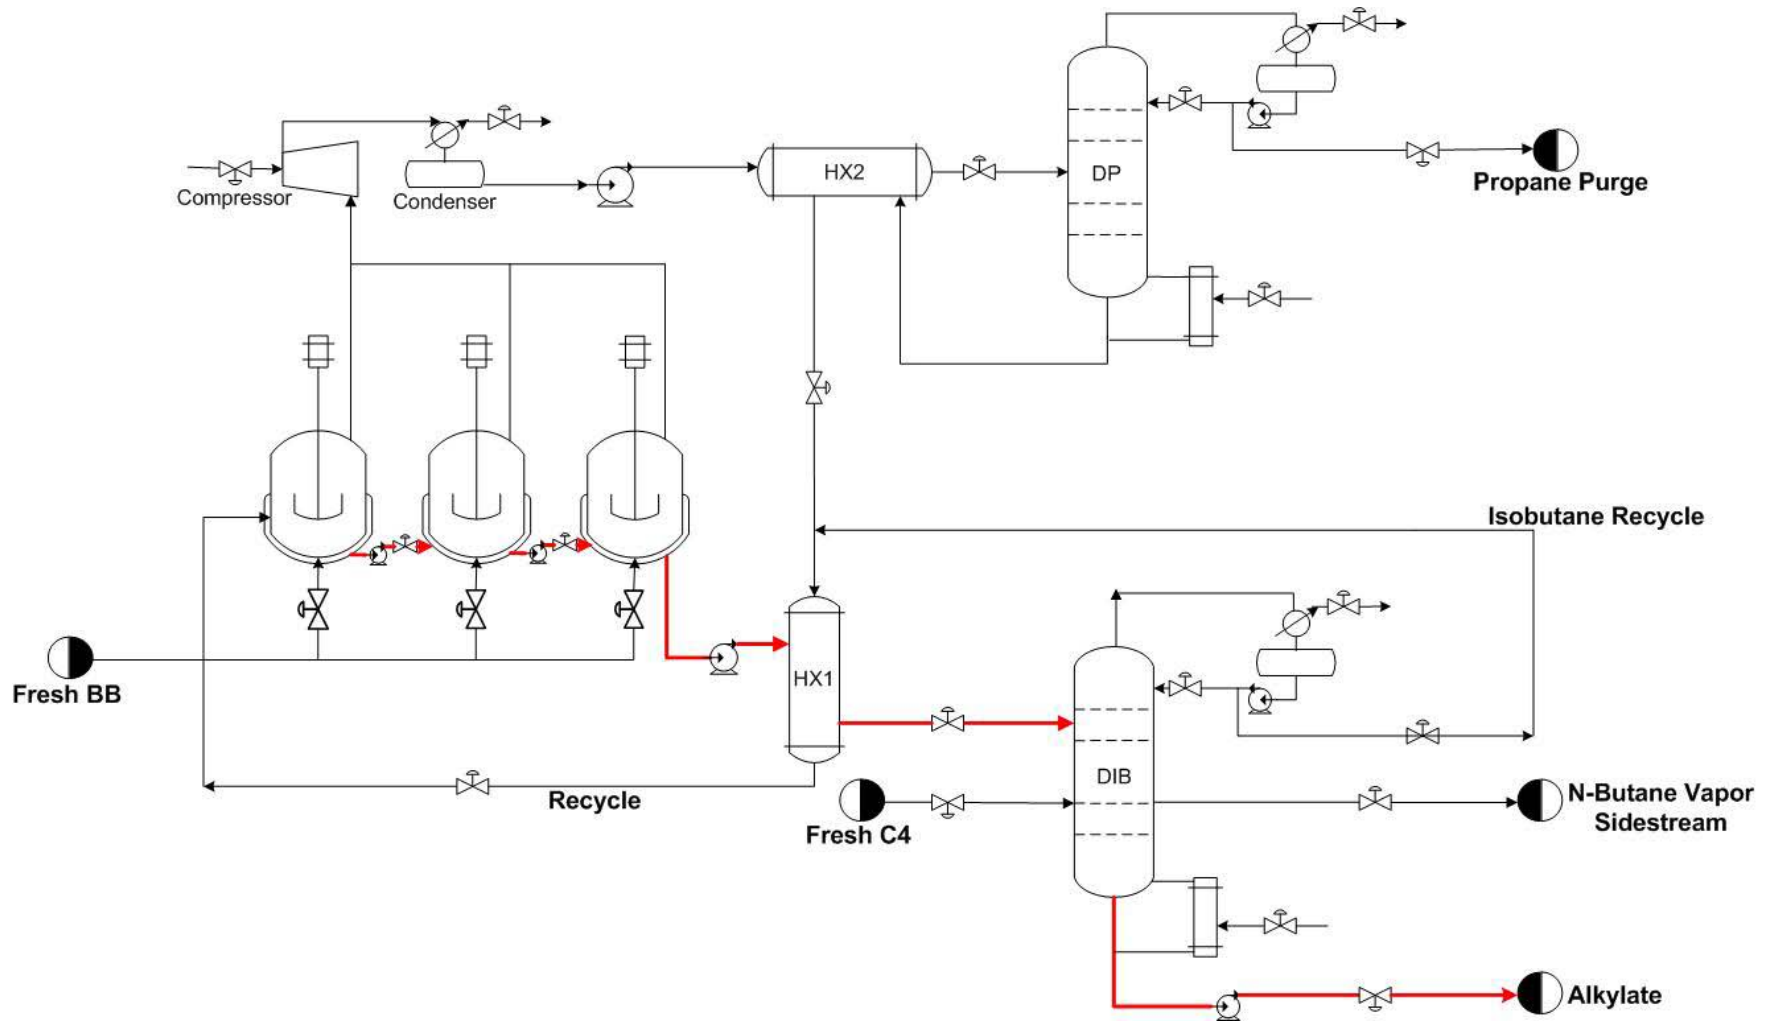 HX2
DP
Propane Purge
Compressor
Condenser
Isobutane Recycle
Fresh BB
HX1
DIB
Recycle
Fresh C4
N-Butane Vapor
Sidestream
Alkylate